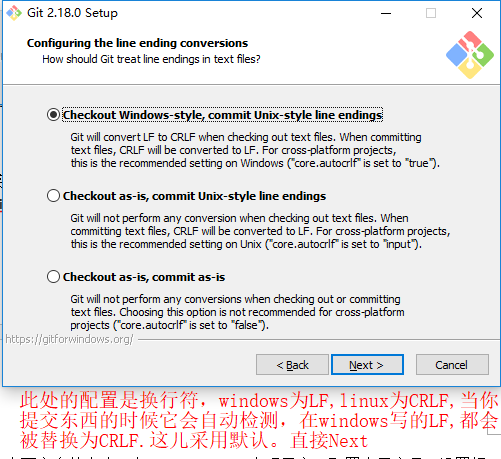 Git 2.18.0 Setup
Configuring the line ending conversions
How should Git treat line endings in text files?
Checkout Windows-style, commit Unix-style line endings
Git will convert LF to CRLF when checking out text files. When committing
text files, CRLF will be converted to LF. For cross-platform projects,
this is the recommended setting on Windows ("core.autocrlf" is set to "true").
Checkout as-is, commit Unix-style line endings
Git will not perform any conversion when checking out text files. When
committing text files, CRLF will be converted to LF. For cross-platform projects,
this is the recommended setting on Unix ("core.autocrlf" is set to "input").
Checkout as-is, commit as-is
Git will not perform any conversions when checking out or committing
text files. Choosing this option is not recommended for cross-platform
projects ("core.autocrlf" is set to "false").
https://gitforwindows.org/
< Back
Next >
Cancel
此处的配置是换行符，windows为LF,linux为CRLF,当你
提交东西的时候它会自动检测，在windows写的LF,都会
被替换为CRLF.这儿采用默认。直接Next